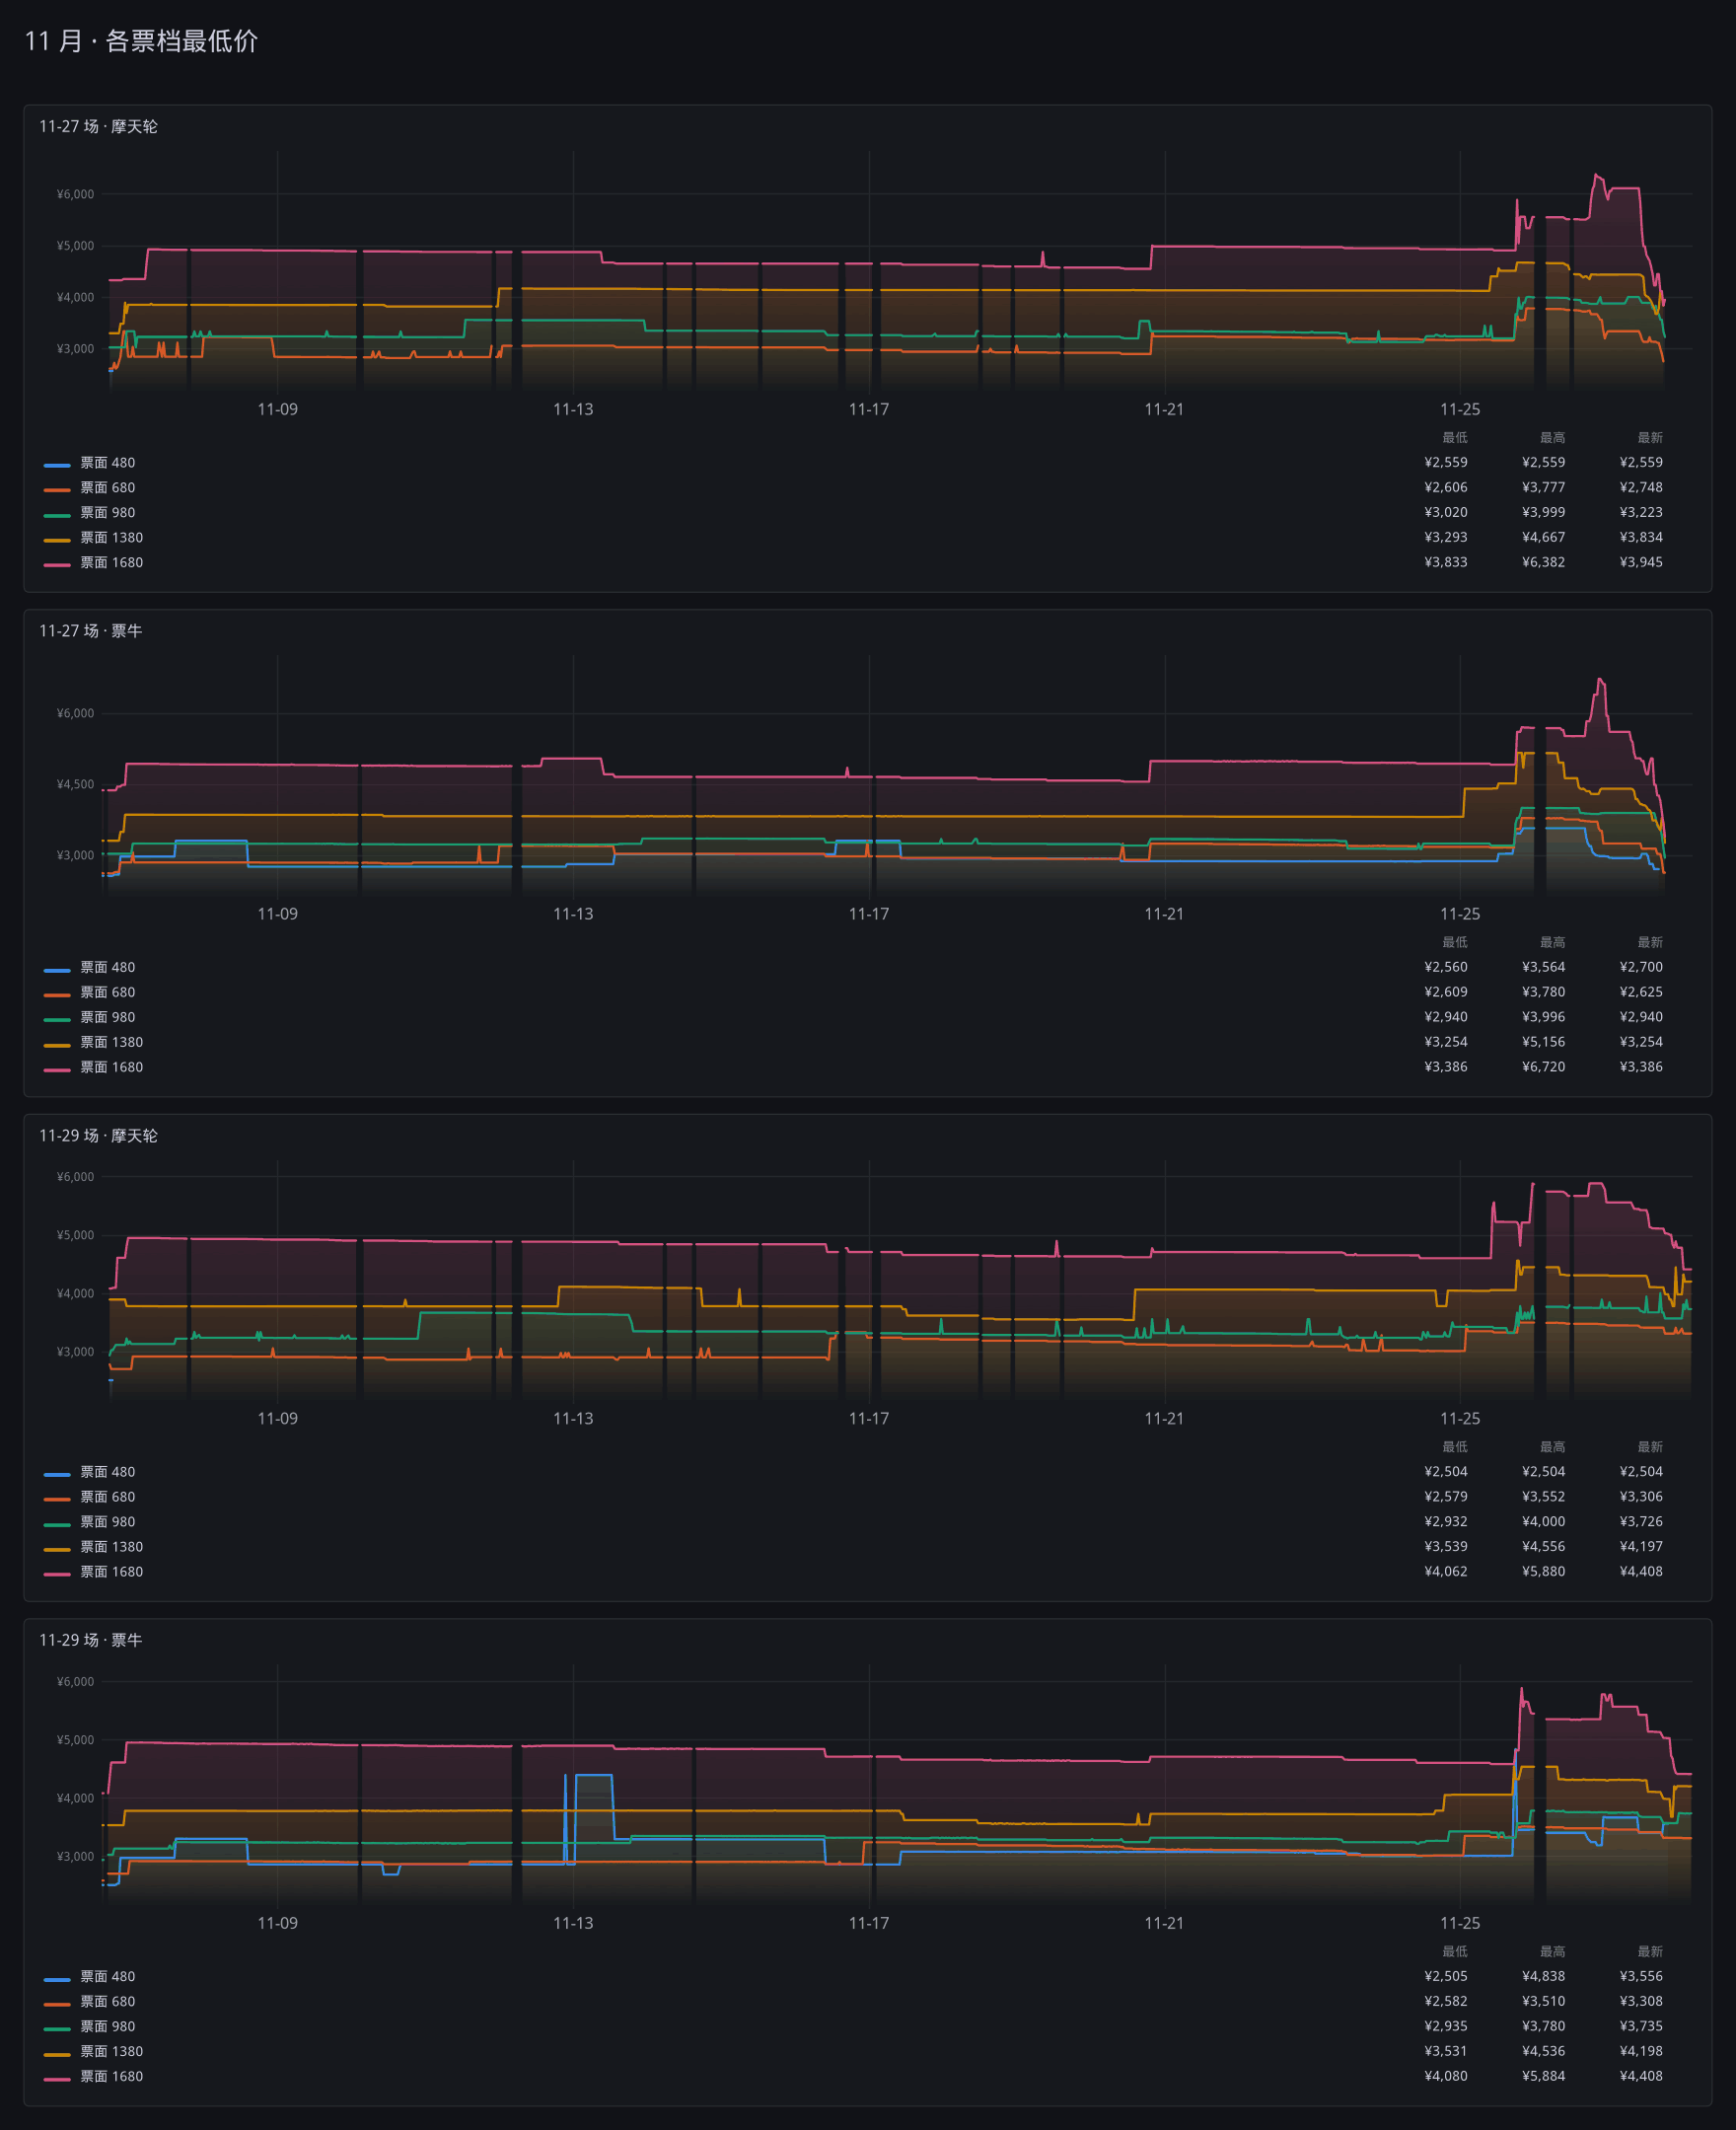 11 月 · 各票档最低价
11-27 场 · 摩天轮
¥6,000
¥5,000
¥4,000
¥3,000
11-09 11-13 11-17 11-21 11-25
最低 最高 最新
票面 480 ¥2,559 ¥2,559 ¥2,559
票面 680 ¥2,606 ¥3,777 ¥2,748
票面 980 ¥3,020 ¥3,999 ¥3,223
票面 1380 ¥3,293 ¥4,667 ¥3,834
票面 1680 ¥3,833 ¥6,382 ¥3,945
11-27 场 · 票牛
¥6,000
¥4,500
¥3,000
11-09 11-13 11-17 11-21 11-25
最低 最高 最新
票面 480 ¥2,560 ¥3,564 ¥2,700
票面 680 ¥2,609 ¥3,780 ¥2,625
票面 980 ¥2,940 ¥3,996 ¥2,940
票面 1380 ¥3,254 ¥5,156 ¥3,254
票面 1680 ¥3,386 ¥6,720 ¥3,386
11-29 场 · 摩天轮
¥6,000
¥5,000
¥4,000
¥3,000
11-09 11-13 11-17 11-21 11-25
最低 最高 最新
票面 480 ¥2,504 ¥2,504 ¥2,504
票面 680 ¥2,579 ¥3,552 ¥3,306
票面 980 ¥2,932 ¥4,000 ¥3,726
票面 1380 ¥3,539 ¥4,556 ¥4,197
票面 1680 ¥4,062 ¥5,880 ¥4,408
11-29 场 · 票牛
¥6,000
¥5,000
¥4,000
¥3,000
11-09 11-13 11-17 11-21 11-25
最低 最高 最新
票面 480 ¥2,505 ¥4,838 ¥3,556
票面 680 ¥2,582 ¥3,510 ¥3,308
票面 980 ¥2,935 ¥3,780 ¥3,735
票面 1380 ¥3,531 ¥4,536 ¥4,198
票面 1680 ¥4,080 ¥5,884 ¥4,408